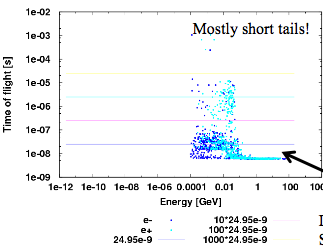 1e-02
Mostly short tails!
1e-03
1e-04
1e-05
1e-06
1e-07
1e-08
1e-09
Time of flight [s]
1e-12 1e-10 1e-08 1e-06 0.0001 0.01 1 100
Energy [GeV]
e- 10*24.95e-9
e+ 100*24.95e-9
24.95e-9 1000*24.95e-9